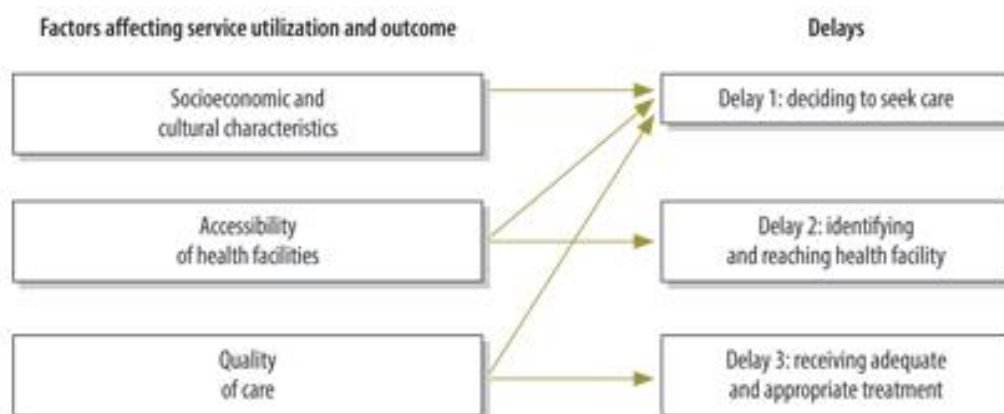 Factors affecting service utilization and outcome
Delays
Socioeconomic and
cultural characteristics
Delay 1: deciding to seek care
Accessibility
of health facilities
Delay 2: identifying
and reaching health facility
Quality
of care
Delay 3: receiving adequate
and appropriate treatment